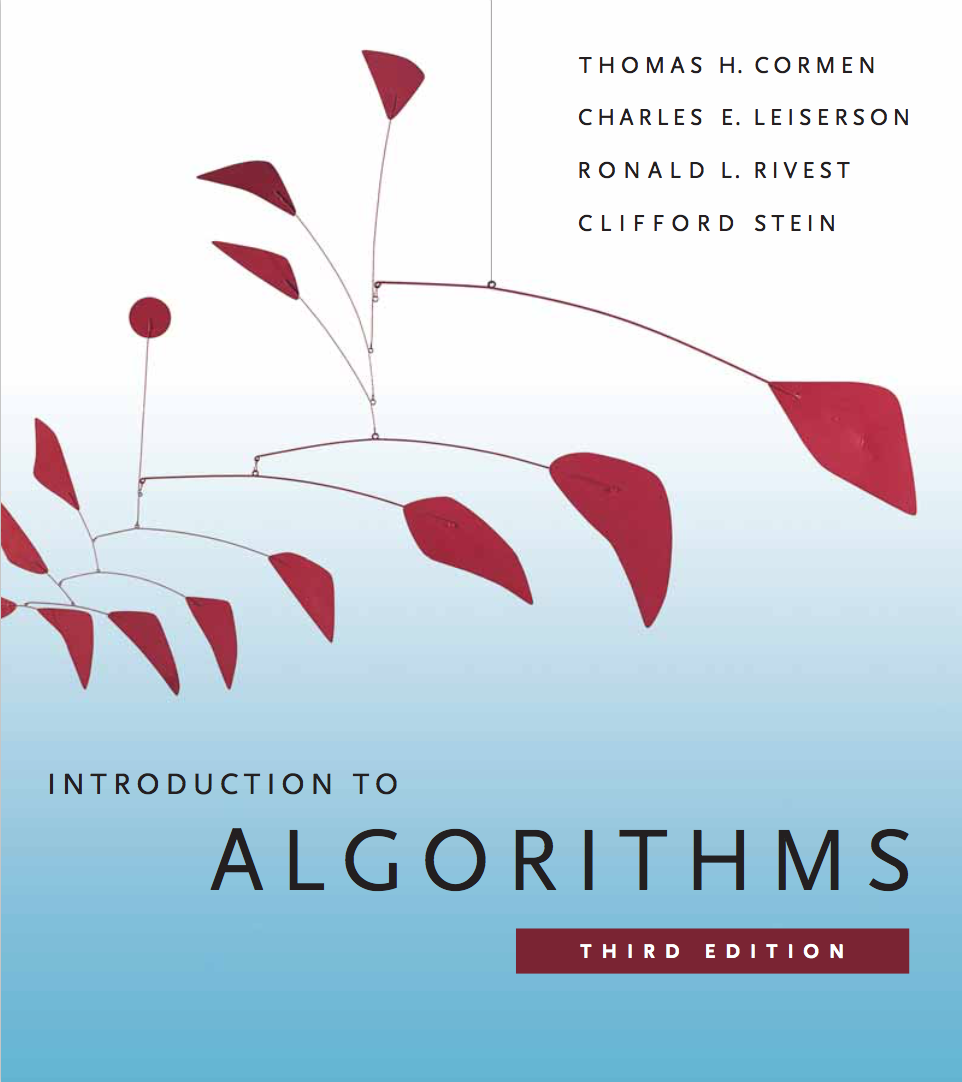 THOMAS H. CORMEN
CHARLES E. LEISERSON
RONALD L. RIVEST
CLIFFORD STEIN
INTRODUCTION TO
ALGORITHMS
THIRD EDITION